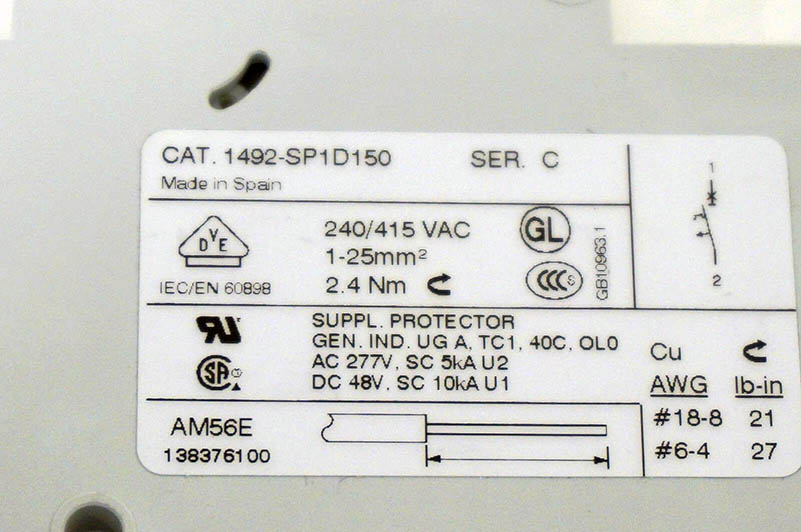 CAT. 1492-SP1D150 SER. C
Made in Spain
1
2
DVE
IEC/EN 60898
240/415 VAC
1-25mm²
2.4 Nm
GL
CCC S
GB10963.1
SUPPL. PROTECTOR
GEN. IND. UG A, TC1, 40C, OL0
AC 277V, SC 5kA U2
DC 48V, SC 10kA U1
RU
SA
AM56E
138376100
Cu
AWG lb-in
#18-8 21
#6-4 27